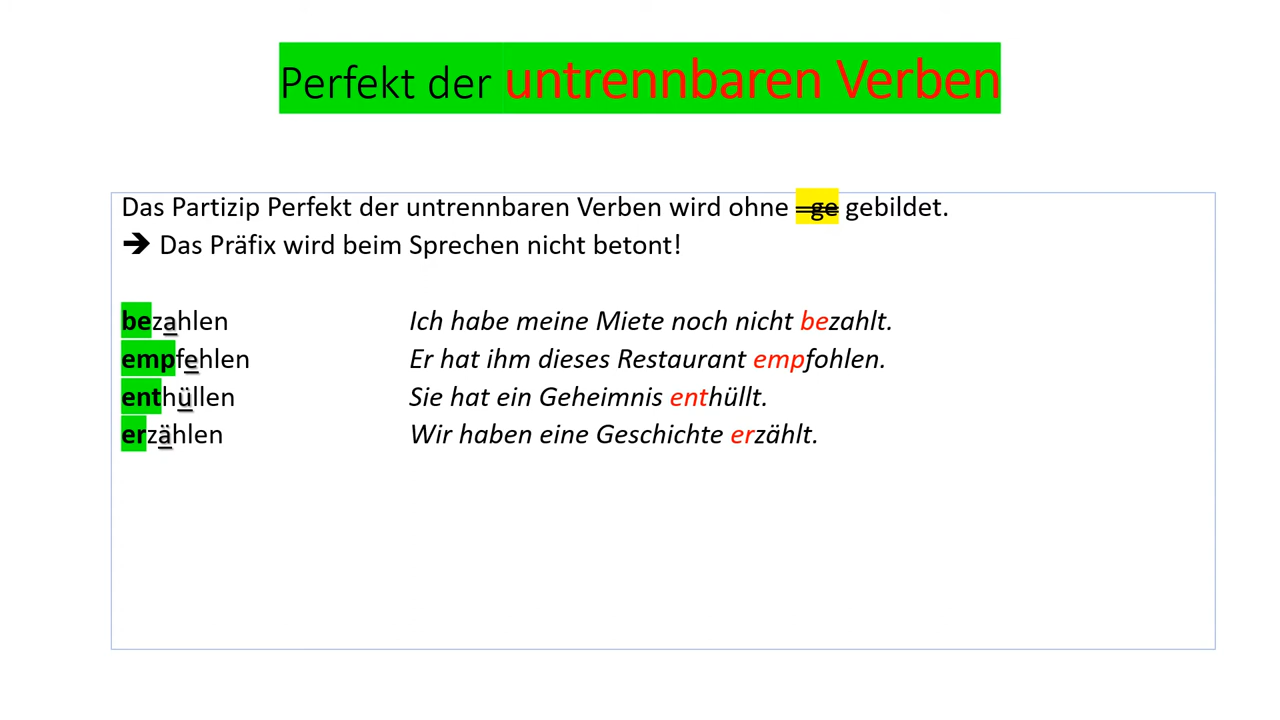 Perfekt der untrennbaren Verben
Das Partizip Perfekt der untrennbaren Verben wird ohne –ge gebildet.
➔ Das Präfix wird beim Sprechen nicht betont!
bezahlen Ich habe meine Miete noch nicht bezahlt.
empfehlen Er hat ihm dieses Restaurant empfohlen.
enthüllen Sie hat ein Geheimnis enthüllt.
erzählen Wir haben eine Geschichte erzählt.